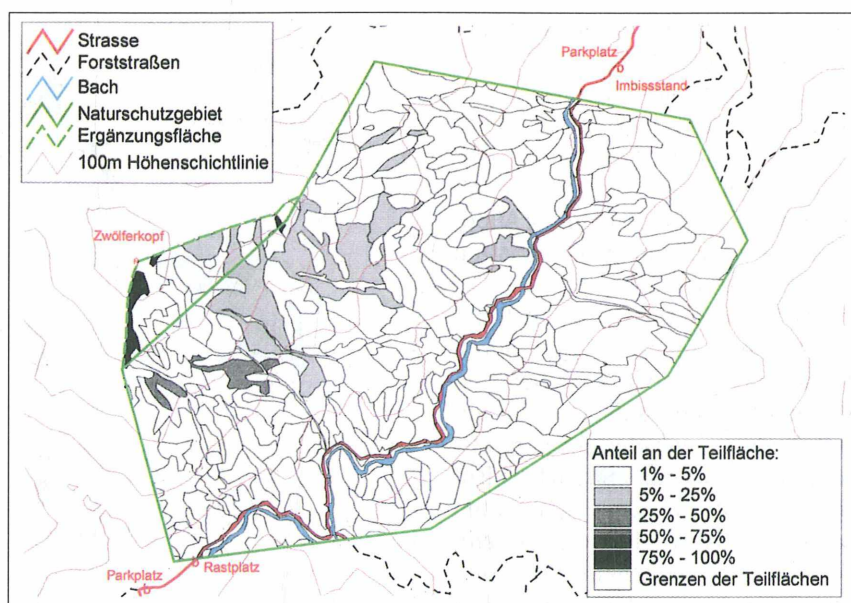 Strasse
Forststraßen
Bach
Naturschutzgebiet
Ergänzungsfläche
100m Höhenschichtlinie
Parkplatz
Imbissstand
Zwölferkopf
Parkplatz
Rastplatz
Anteil an der Teilfläche:
1% - 5%
5% - 25%
25% - 50%
50% - 75%
75% - 100%
Grenzen der Teilflächen